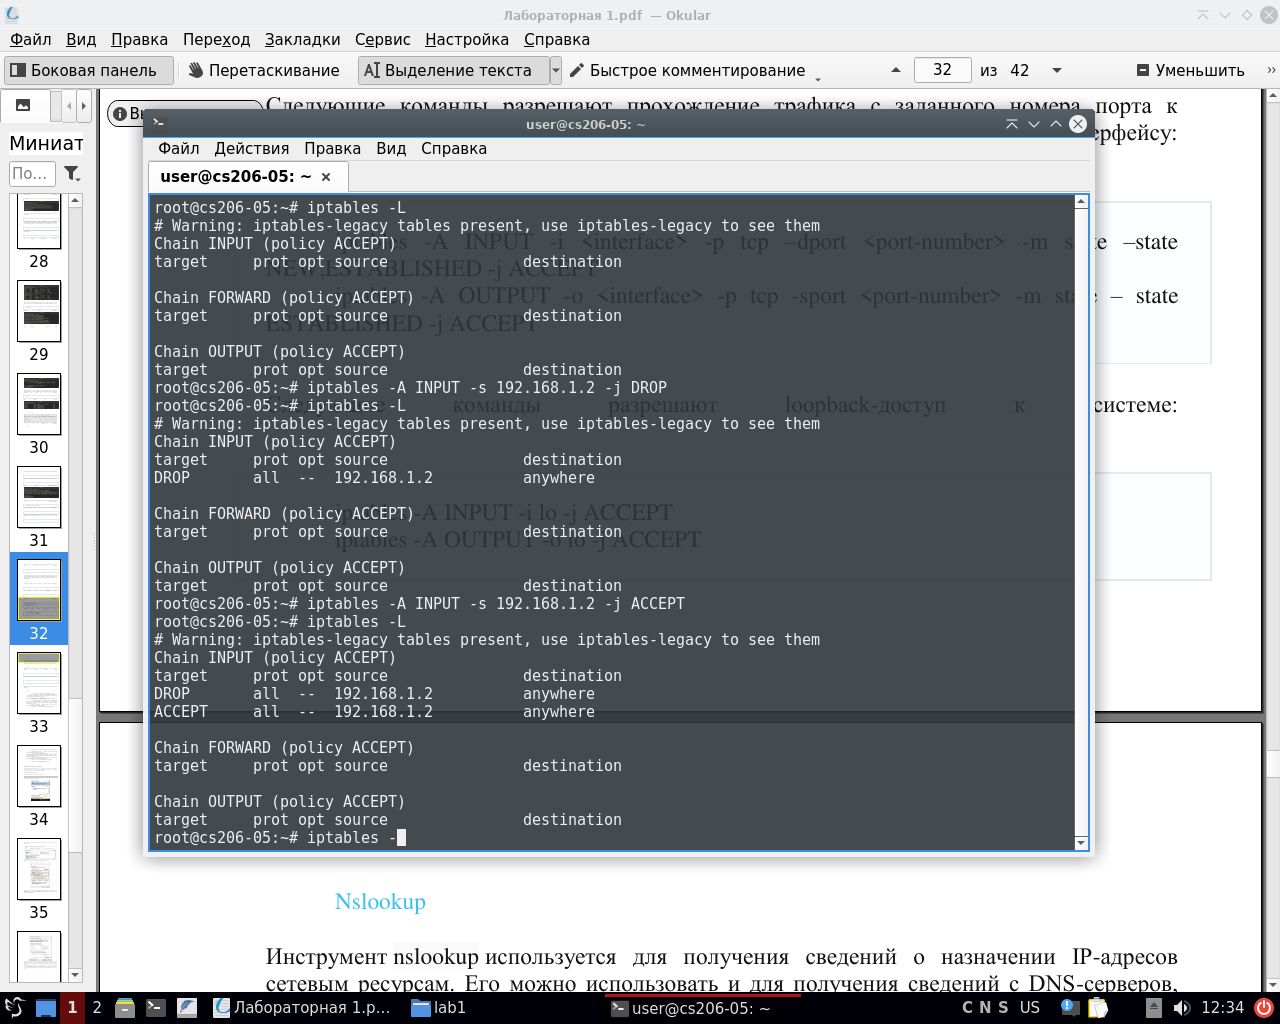 Лабораторная 1.pdf — Okular
Файл Вид Правка Переход Закладки Сервис Настройка Справка
Боковая панель Перетаскивание Выделение текста Быстрое комментирование 32 из 42 Уменьшить
Следующие команды разрешают прохождение трафика с заданного номера порта к
Миниат
По...
28
29
30
31
32
33
34
35
user@cs206-05: ~
Файл Действия Правка Вид Справка
user@cs206-05: ~
root@cs206-05:~# iptables -L
# Warning: iptables-legacy tables present, use iptables-legacy to see them
Chain INPUT (policy ACCEPT)
target prot opt source destination
Chain FORWARD (policy ACCEPT)
target prot opt source destination
Chain OUTPUT (policy ACCEPT)
target prot opt source destination
root@cs206-05:~# iptables -A INPUT -s 192.168.1.2 -j DROP
root@cs206-05:~# iptables -L
# Warning: iptables-legacy tables present, use iptables-legacy to see them
Chain INPUT (policy ACCEPT)
target prot opt source destination
DROP all -- 192.168.1.2 anywhere
Chain FORWARD (policy ACCEPT)
target prot opt source destination
Chain OUTPUT (policy ACCEPT)
target prot opt source destination
root@cs206-05:~# iptables -A INPUT -s 192.168.1.2 -j ACCEPT
root@cs206-05:~# iptables -L
# Warning: iptables-legacy tables present, use iptables-legacy to see them
Chain INPUT (policy ACCEPT)
target prot opt source destination
DROP all -- 192.168.1.2 anywhere
ACCEPT all -- 192.168.1.2 anywhere
Chain FORWARD (policy ACCEPT)
target prot opt source destination
Chain OUTPUT (policy ACCEPT)
target prot opt source destination
root@cs206-05:~# iptables -
-A INPUT -i <interface> -p tcp –dport <port-number> -m state –state
NEW,ESTABLISHED -j ACCEPT
-A OUTPUT -o <interface> -p tcp -sport <port-number> -m state – state
ESTABLISHED -j ACCEPT
команды разрешают loopback-доступ к системе:
-A INPUT -i lo -j ACCEPT
iptables -A OUTPUT -o lo -j ACCEPT
Nslookup
Инструмент nslookup используется для получения сведений о назначении IP-адресов
сетевым ресурсам. Его можно использовать и для получения сведений с DNS-серверов,
1 2 Лабораторная 1.p... lab1 user@cs206-05: ~ C N S US 12:34